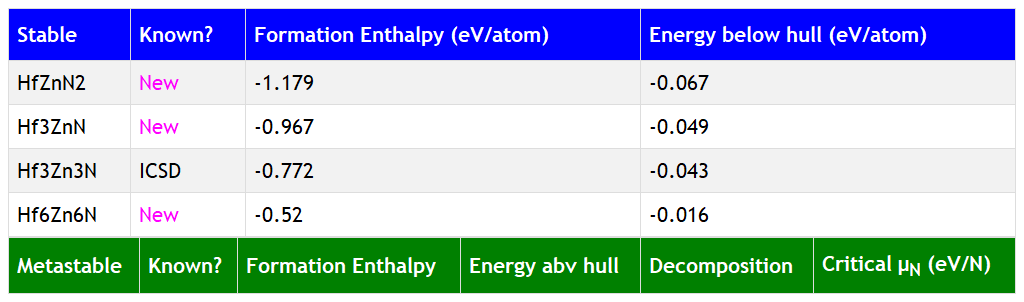 Stable Known? Formation Enthalpy (eV/atom) Energy below hull (eV/atom)
HfZnN2 New -1.179 -0.067
Hf3ZnN New -0.967 -0.049
Hf3Zn3N ICSD -0.772 -0.043
Hf6Zn6N New -0.52 -0.016
Metastable Known? Formation Enthalpy Energy abv hull Decomposition Critical μN (eV/N)